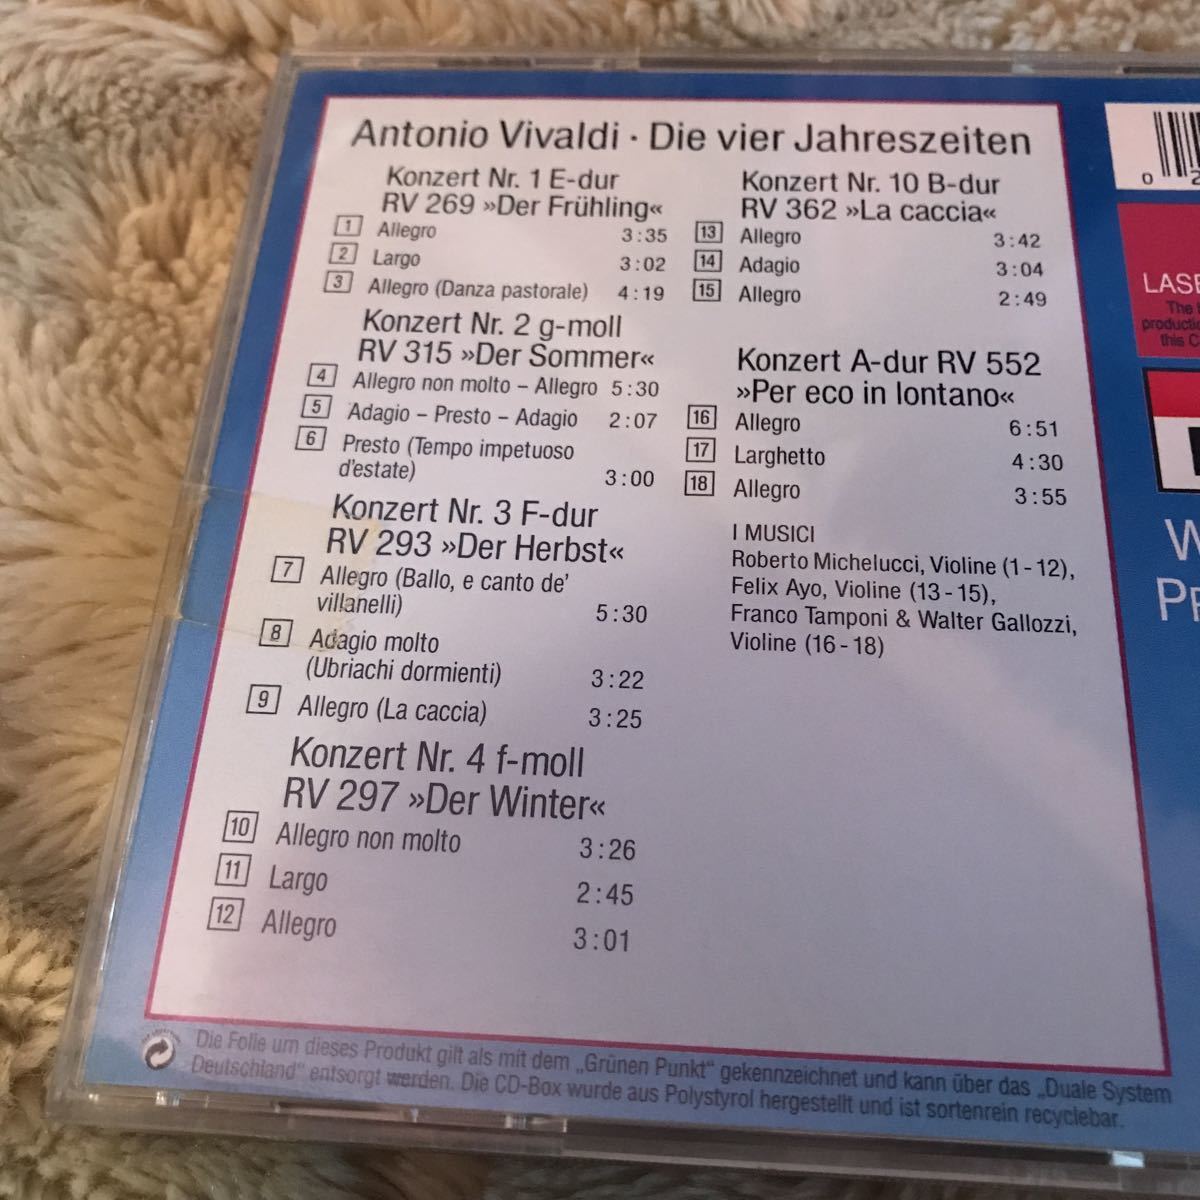 Antonio Vivaldi · Die vier Jahreszeiten
Konzert Nr. 1 E-dur
RV 269 »Der Frühling«
1 Allegro 3:35
2 Largo 3:02
3 Allegro (Danza pastorale) 4:19
Konzert Nr. 2 g-moll
RV 315 »Der Sommer«
4 Allegro non molto – Allegro 5:30
5 Adagio – Presto – Adagio 2:07
6 Presto (Tempo impetuoso
d'estate) 3:00
Konzert Nr. 3 F-dur
RV 293 »Der Herbst«
7 Allegro (Ballo, e canto de'
villanelli) 5:30
8 Adagio molto
(Ubriachi dormienti) 3:22
9 Allegro (La caccia) 3:25
Konzert Nr. 4 f-moll
RV 297 »Der Winter«
10 Allegro non molto 3:26
11 Largo 2:45
12 Allegro 3:01
Konzert Nr. 10 B-dur
RV 362 »La caccia«
13 Allegro 3:42
14 Adagio 3:04
15 Allegro 2:49
Konzert A-dur RV 552
»Per eco in lontano«
16 Allegro 6:51
17 Larghetto 4:30
18 Allegro 3:55
I MUSICI
Roberto Michelucci, Violine (1-12),
Felix Ayo, Violine (13-15),
Franco Tamponi & Walter Gallozzi,
Violine (16-18)
0 2
LASE
The
producti
this C
W
Pr
Die Folie um dieses Produkt gilt als mit dem „Grünen Punkt" gekennzeichnet und kann über das „Duale System
Deutschland" entsorgt werden. Die CD-Box wurde aus Polystyrol hergestellt und ist sortenrein recyclebar.